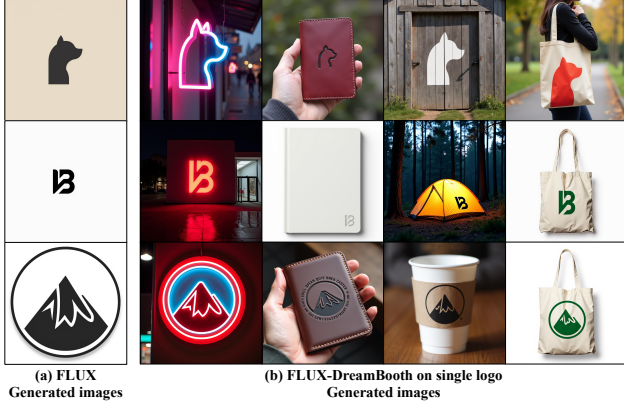 (a) FLUX
Generated images
(b) FLUX-DreamBooth on single logo
Generated images